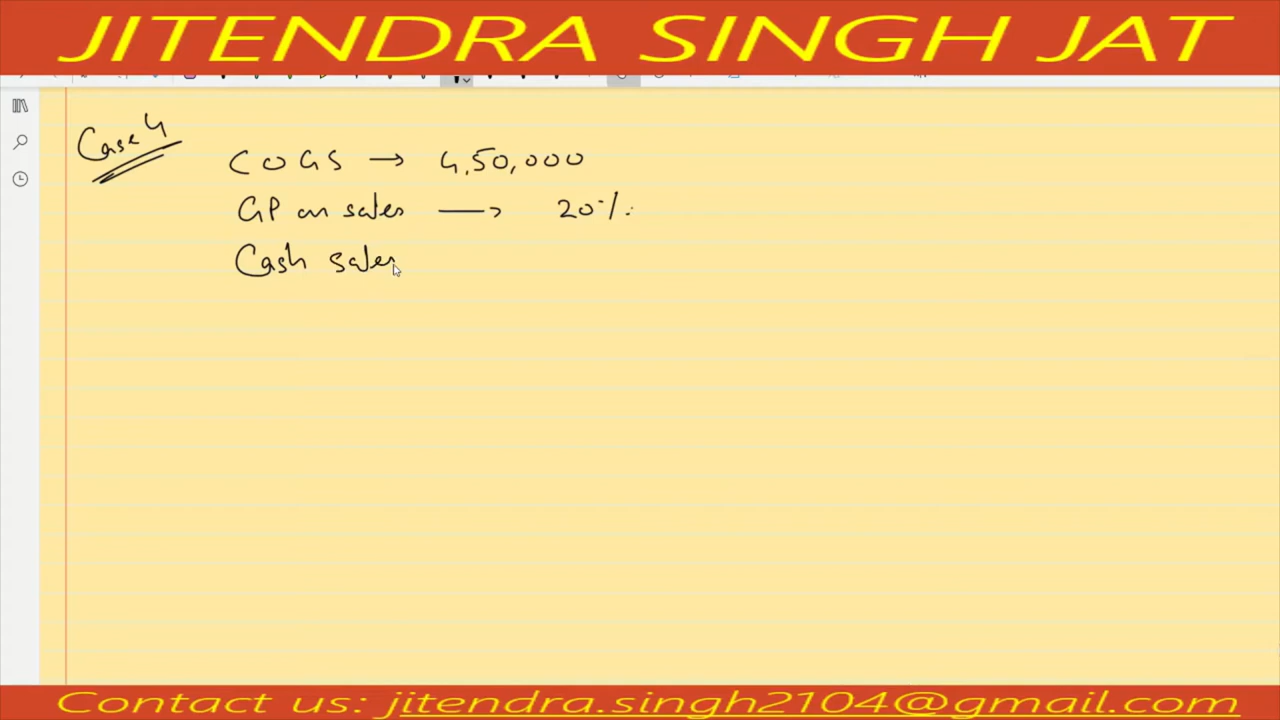 JITENDRA SINGH JAT
Case 4
COGS → 4,50,000
GP on sales → 20%.
Cash sales
Contact us: jitendra.singh2104@gmail.com